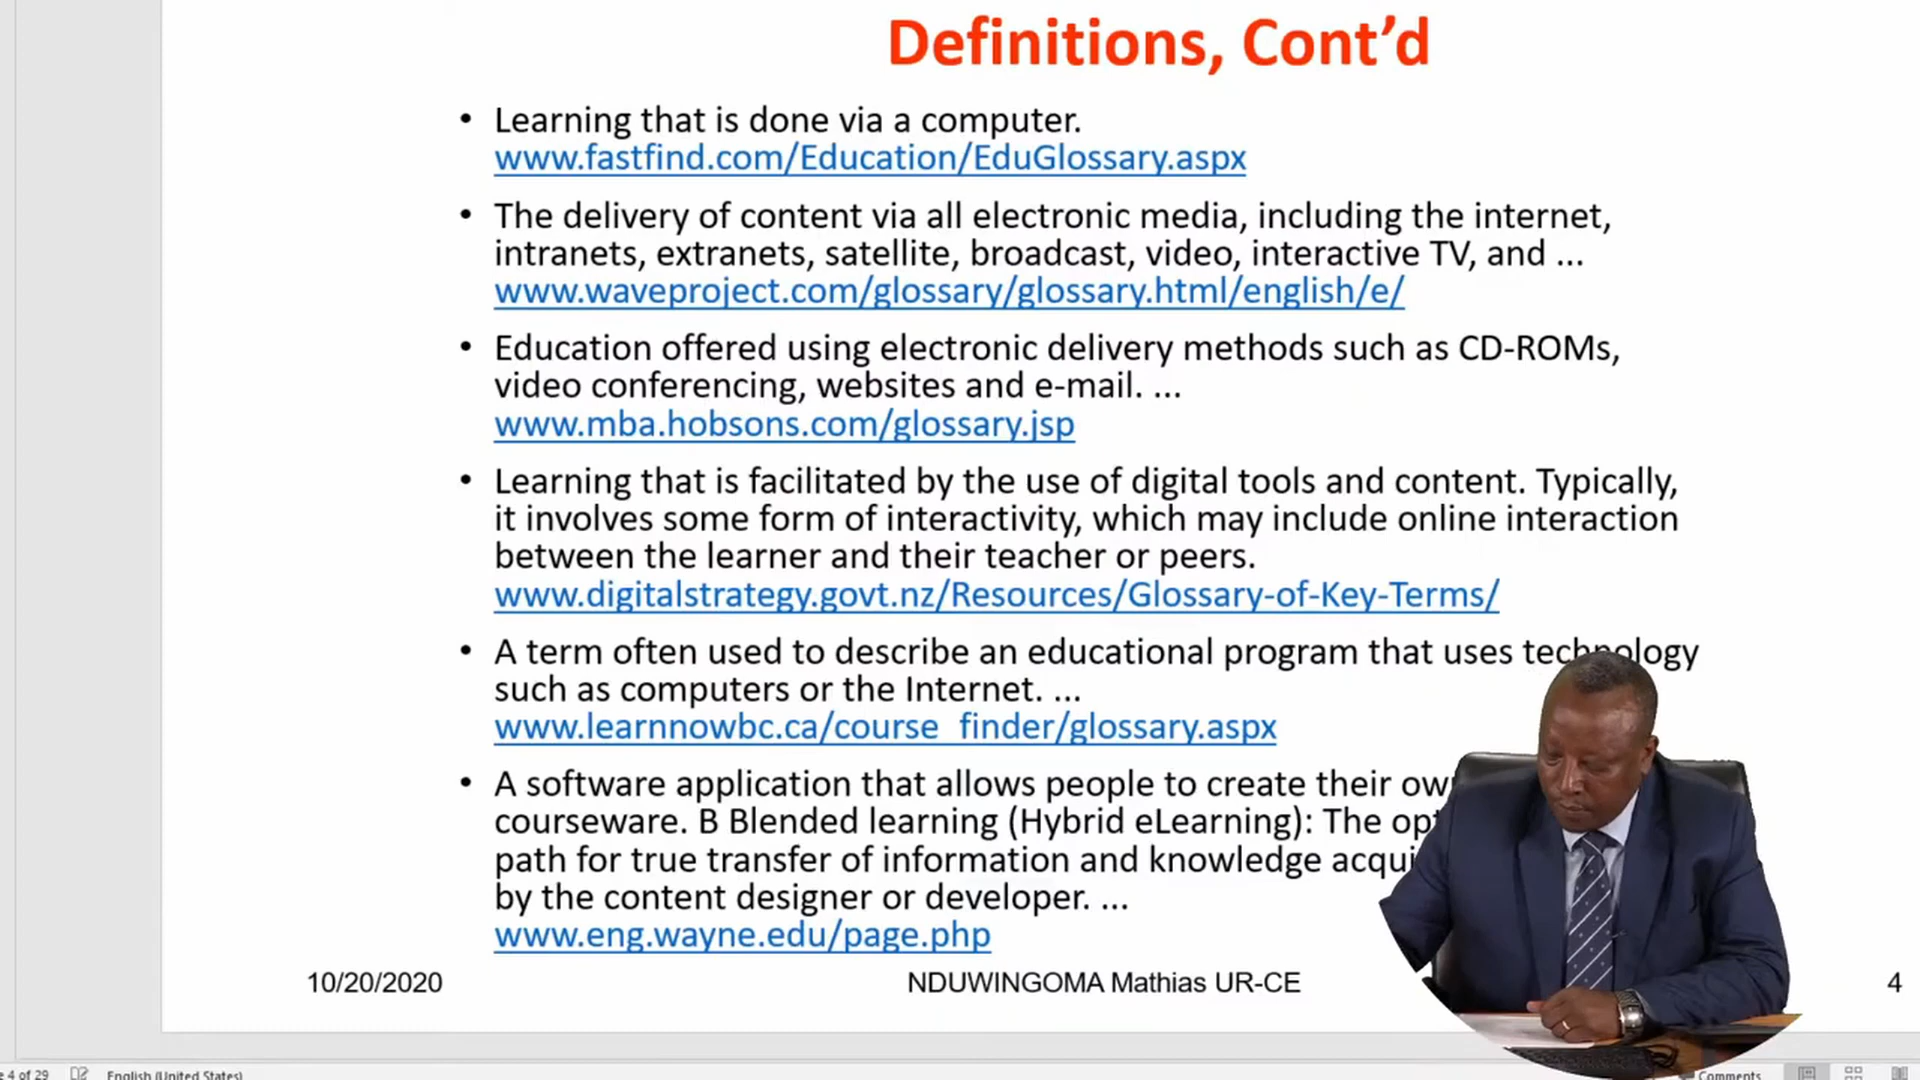 Definitions, Cont’d
• Learning that is done via a computer.
www.fastfind.com/Education/EduGlossary.aspx
• The delivery of content via all electronic media, including the internet,
intranets, extranets, satellite, broadcast, video, interactive TV, and ...
www.waveproject.com/glossary/glossary.html/english/e/
• Education offered using electronic delivery methods such as CD-ROMs,
video conferencing, websites and e-mail. ...
www.mba.hobsons.com/glossary.jsp
• Learning that is facilitated by the use of digital tools and content. Typically,
it involves some form of interactivity, which may include online interaction
between the learner and their teacher or peers.
www.digitalstrategy.govt.nz/Resources/Glossary-of-Key-Terms/
• A term often used to describe an educational program that uses technology
such as computers or the Internet. ...
www.learnnowbc.ca/course_finder/glossary.aspx
• A software application that allows people to create their
courseware. B Blended learning (Hybrid eLearning): The
path for true transfer of information and knowledge
by the content designer or developer. ...
www.eng.wayne.edu/page.php
10/20/2020 NDUWINGOMA Mathias UR-CE 4
4 of 29 English (United States) Comments